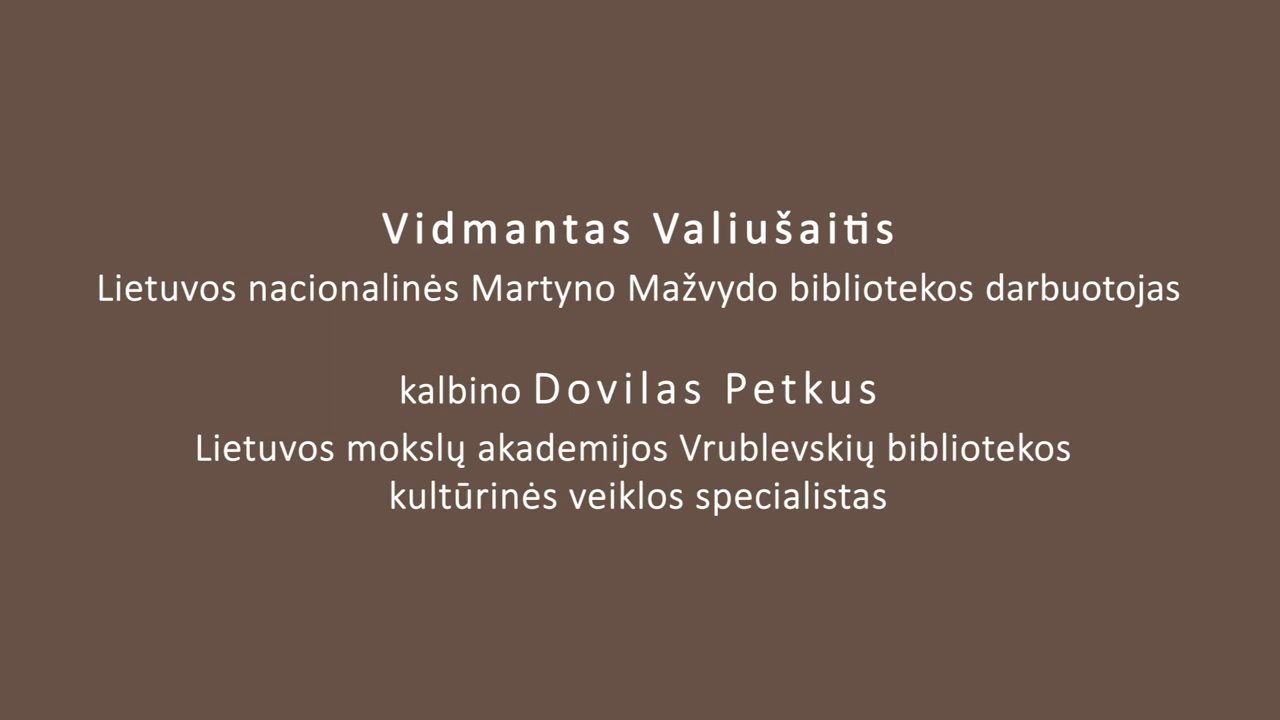 Vidmantas Valiušaitis
Lietuvos nacionalinės Martyno Mažvydo bibliotekos darbuotojas
kalbino Dovilas Petkus
Lietuvos mokslų akademijos Vrublevskių bibliotekos
kultūrinės veiklos specialistas